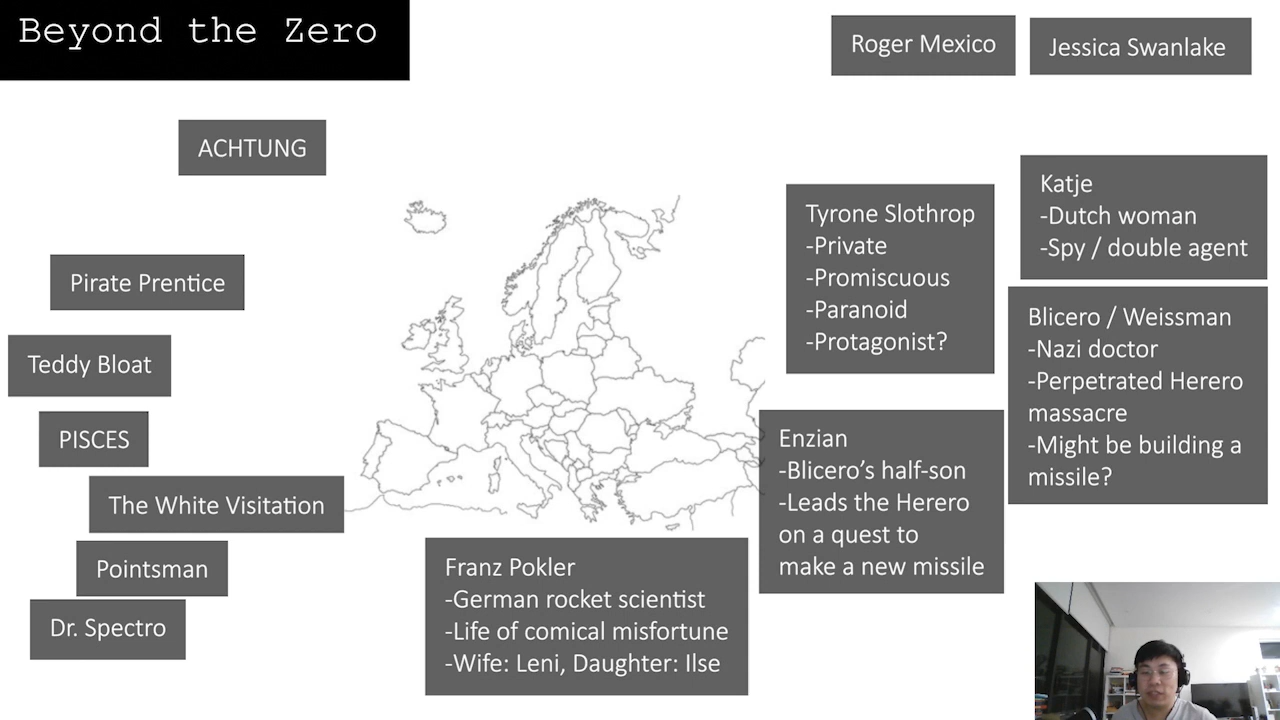 Beyond the Zero
Roger Mexico
Jessica Swanlake
ACHTUNG
Pirate Prentice
Teddy Bloat
PISCES
The White Visitation
Pointsman
Dr. Spectro
Tyrone Slothrop
-Private
-Promiscuous
-Paranoid
-Protagonist?
Katje
-Dutch woman
-Spy / double agent
Blicero / Weissman
-Nazi doctor
-Perpetrated Herero
massacre
-Might be building a
missile?
Enzian
-Blicero’s half-son
-Leads the Herero
on a quest to
make a new missile
Franz Pokler
-German rocket scientist
-Life of comical misfortune
-Wife: Leni, Daughter: Ilse